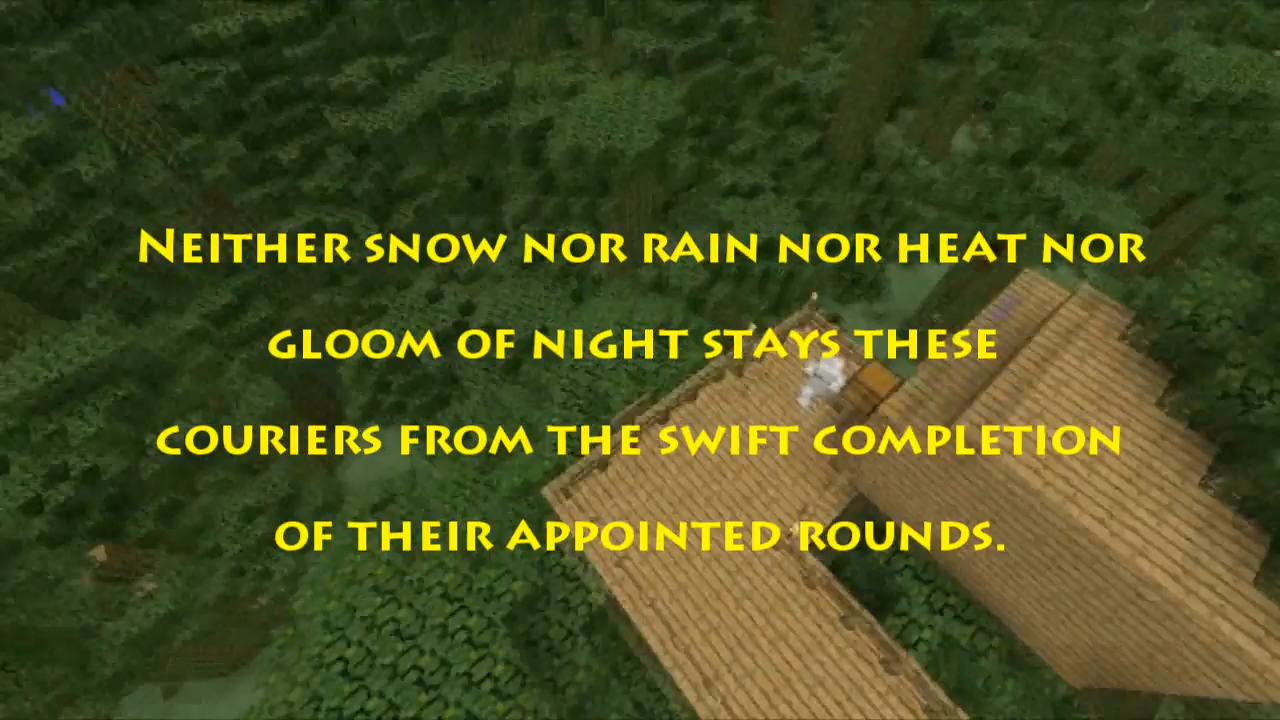 Neither snow nor rain nor heat nor
gloom of night stays these
couriers from the swift completion
of their appointed rounds.